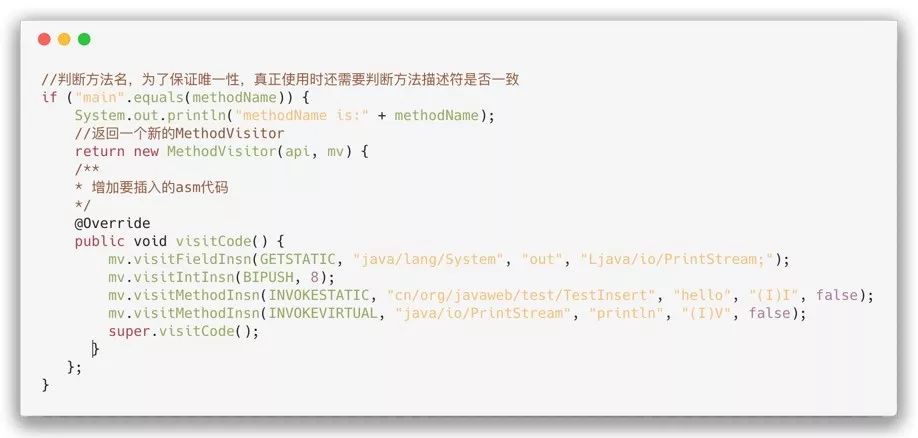 //判断方法名，为了保证唯一性，真正使用时还需要判断方法描述符是否一致
if ("main".equals(methodName)) {
    System.out.println("methodName is:" + methodName);
    //返回一个新的MethodVisitor
    return new MethodVisitor(api, mv) {
    /**
    * 增加要插入的asm代码
    */
    @Override
    public void visitCode() {
        mv.visitFieldInsn(GETSTATIC, "java/lang/System", "out", "Ljava/io/PrintStream;");
        mv.visitIntInsn(BIPUSH, 8);
        mv.visitMethodInsn(INVOKESTATIC, "cn/org/javaweb/test/TestInsert", "hello", "(I)I", false);
        mv.visitMethodInsn(INVOKEVIRTUAL, "java/io/PrintStream", "println", "(I)V", false);
        super.visitCode();
      }
   };
}